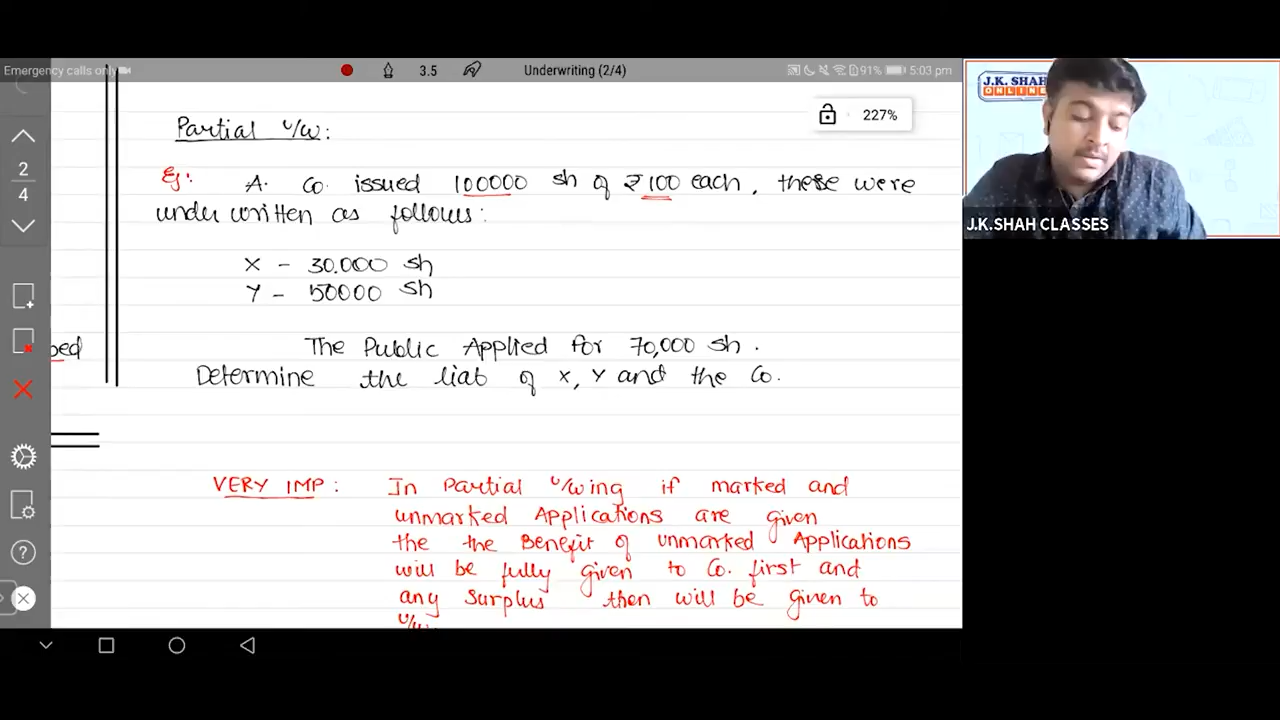 Emergency calls only
3.5
Underwriting (2/4)
91%
5:03 pm
J.K. SHAH
ONLINE
227%
Partial u/w:
Eg: A. Co. issued 100000 sh of ₹100 each, these were
under written as follows:
2
4
X - 30.000 sh
Y - 50000 sh
J.K.SHAH CLASSES
The Public Applied for 70,000 sh.
bed
Determine the liab of X, Y and the Co.
VERY IMP: In Partial u/wing if marked and
unmarked Applications are given
the the Benefit of unmarked Applications
will be fully given to Co. first and
any Surplus then will be given to
u/w